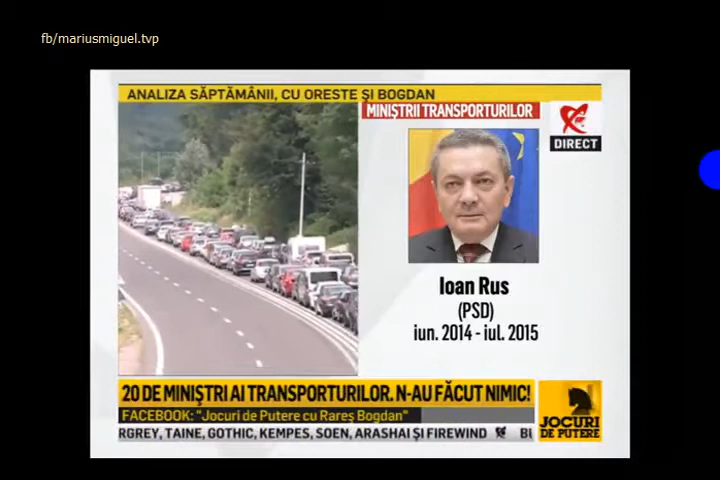 fb/mariusmiguel.tvp
ANALIZA SĂPTĂMÂNII, CU ORESTE ȘI BOGDAN
MINIȘTRII TRANSPORTURILOR
DIRECT
Ioan Rus
(PSD)
iun. 2014 - iul. 2015
20 DE MINIȘTRI AI TRANSPORTURILOR. N-AU FĂCUT NIMIC!
FACEBOOK: "Jocuri de Putere cu Rareș Bogdan"
JOCURI
DE PUTERE
RGREY, TAINE, GOTHIC, KEMPES, SOEN, ARASHAI ȘI FIREWIND